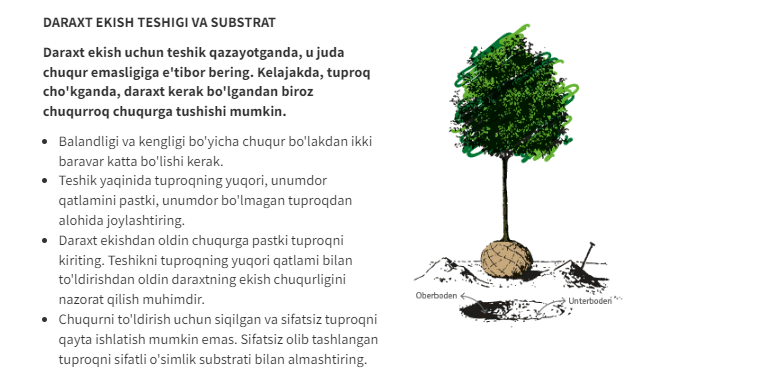 DARAXT EKISH TESHIGI VA SUBSTRAT
Daraxt ekish uchun teshik qazayotganda, u juda
chuqur emasligiga e'tibor bering. Kelajakda, tuproq
cho'kganda, daraxt kerak bo'lgandan biroz
chuqurroq chuqurga tushishi mumkin.
• Balandligi va kengligi bo'yicha chuqur bo'lakdan ikki
baravar katta bo'lishi kerak.
• Teshik yaqinida tuproqning yuqori, unumdor
qatlamini pastki, unumdor bo'lmagan tuproqdan
alohida joylashtiring.
• Daraxt ekishdan oldin chuqurga pastki tuproqni
kiriting. Teshikni tuproqning yuqori qatlami bilan
to'ldirishdan oldin daraxtning ekish chuqurligini
nazorat qilish muhimdir.
• Chuqurni to'ldirish uchun siqilgan va sifatsiz tuproqni
qayta ishlatish mumkin emas. Sifatsiz olib tashlangan
tuproqni sifatli o'simlik substrati bilan almashtiring.
Oberboden
Unterboden